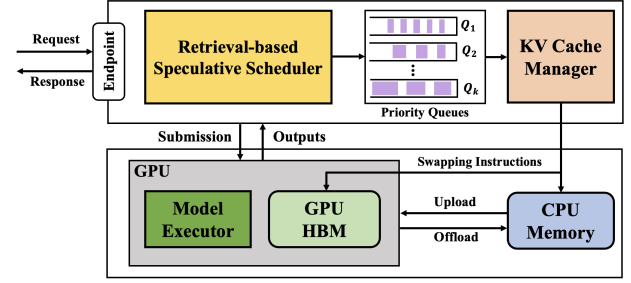 Request
Response
Endpoint
Retrieval-based
Speculative Scheduler
Q1
Q2
⋮
Qk
Priority Queues
KV Cache
Manager
Submission
Outputs
Swapping Instructions
GPU
Model
Executor
GPU
HBM
Upload
Offload
CPU
Memory